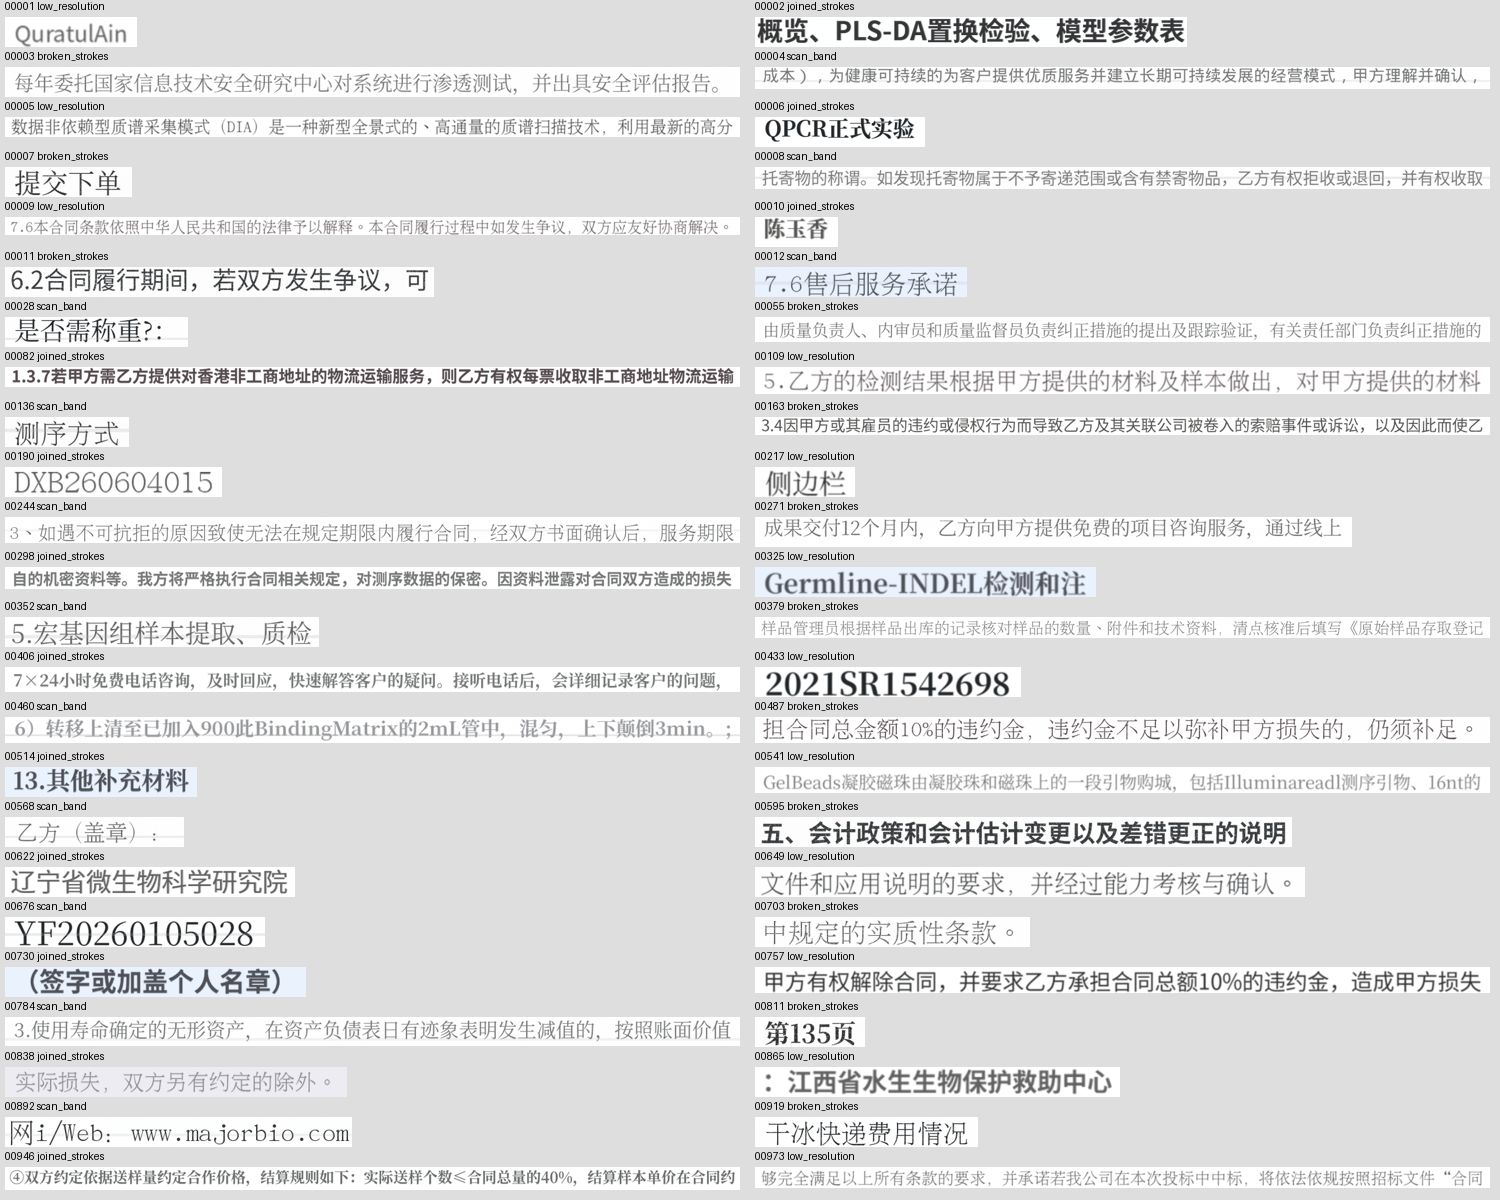 00001 low_resolution
QuratulAin
00002 joined_strokes
概览、PLS-DA置换检验、模型参数表
00003 broken_strokes
每年委托国家信息技术安全研究中心对系统进行渗透测试，并出具安全评估报告。
00004 scan_band
成本），为健康可持续的为客户提供优质服务并建立长期可持续发展的经营模式，甲方理解并确认，
00005 low_resolution
数据非依赖型质谱采集模式（DIA）是一种新型全景式的、高通量的质谱扫描技术，利用最新的高分
00006 joined_strokes
QPCR正式实验
00007 broken_strokes
提交下单
00008 scan_band
托寄物的称谓。如发现托寄物属于不予寄递范围或含有禁寄物品，乙方有权拒收或退回，并有权收取
00009 low_resolution
7.6本合同条款依照中华人民共和国的法律予以解释。本合同履行过程中如发生争议，双方应友好协商解决。
00010 joined_strokes
陈玉香
00011 broken_strokes
6.2合同履行期间，若双方发生争议，可
00012 scan_band
7.6售后服务承诺
00028 scan_band
是否需称重?：
00055 broken_strokes
由质量负责人、内审员和质量监督员负责纠正措施的提出及跟踪验证，有关责任部门负责纠正措施的
00082 joined_strokes
1.3.7若甲方需乙方提供对香港非工商地址的物流运输服务，则乙方有权每票收取非工商地址物流运输
00109 low_resolution
5.乙方的检测结果根据甲方提供的材料及样本做出，对甲方提供的材料
00136 scan_band
测序方式
00163 broken_strokes
3.4因甲方或其雇员的违约或侵权行为而导致乙方及其关联公司被卷入的索赔事件或诉讼，以及因此而使乙
00190 joined_strokes
DXB260604015
00217 low_resolution
侧边栏
00244 scan_band
3、如遇不可抗拒的原因致使无法在规定期限内履行合同，经双方书面确认后，服务期限
00271 broken_strokes
成果交付12个月内，乙方向甲方提供免费的项目咨询服务，通过线上
00298 joined_strokes
自的机密资料等。我方将严格执行合同相关规定，对测序数据的保密。因资料泄露对合同双方造成的损失
00325 low_resolution
Germline-INDEL检测和注
00352 scan_band
5.宏基因组样本提取、质检
00379 broken_strokes
样品管理员根据样品出库的记录核对样品的数量、附件和技术资料，清点核准后填写《原始样品存取登记
00406 joined_strokes
7×24小时免费电话咨询，及时回应，快速解答客户的疑问。接听电话后，会详细记录客户的问题，
00433 low_resolution
2021SR1542698
00460 scan_band
6）转移上清至已加入900此BindingMatrix的2mL管中，混匀，上下颠倒3min。；
00487 broken_strokes
担合同总金额10%的违约金，违约金不足以弥补甲方损失的，仍须补足。
00514 joined_strokes
13.其他补充材料
00541 low_resolution
GelBeads凝胶磁珠由凝胶珠和磁珠上的一段引物购城，包括Illuminareadl测序引物、16nt的
00568 scan_band
乙方（盖章）：
00595 broken_strokes
五、会计政策和会计估计变更以及差错更正的说明
00622 joined_strokes
辽宁省微生物科学研究院
00649 low_resolution
文件和应用说明的要求，并经过能力考核与确认。
00676 scan_band
YF20260105028
00703 broken_strokes
中规定的实质性条款。
00730 joined_strokes
（签字或加盖个人名章）
00757 low_resolution
甲方有权解除合同，并要求乙方承担合同总额10%的违约金，造成甲方损失
00784 scan_band
3.使用寿命确定的无形资产，在资产负债表日有迹象表明发生减值的，按照账面价值
00811 broken_strokes
第135页
00838 joined_strokes
实际损失，双方另有约定的除外。
00865 low_resolution
：江西省水生生物保护救助中心
00892 scan_band
网i/Web：www.majorbio.com
00919 broken_strokes
干冰快递费用情况
00946 joined_strokes
④双方约定依据送样量约定合作价格，结算规则如下：实际送样个数≤合同总量的40%，结算样本单价在合同约
00973 low_resolution
够完全满足以上所有条款的要求，并承诺若我公司在本次投标中中标，将依法依规按照招标文件“合同